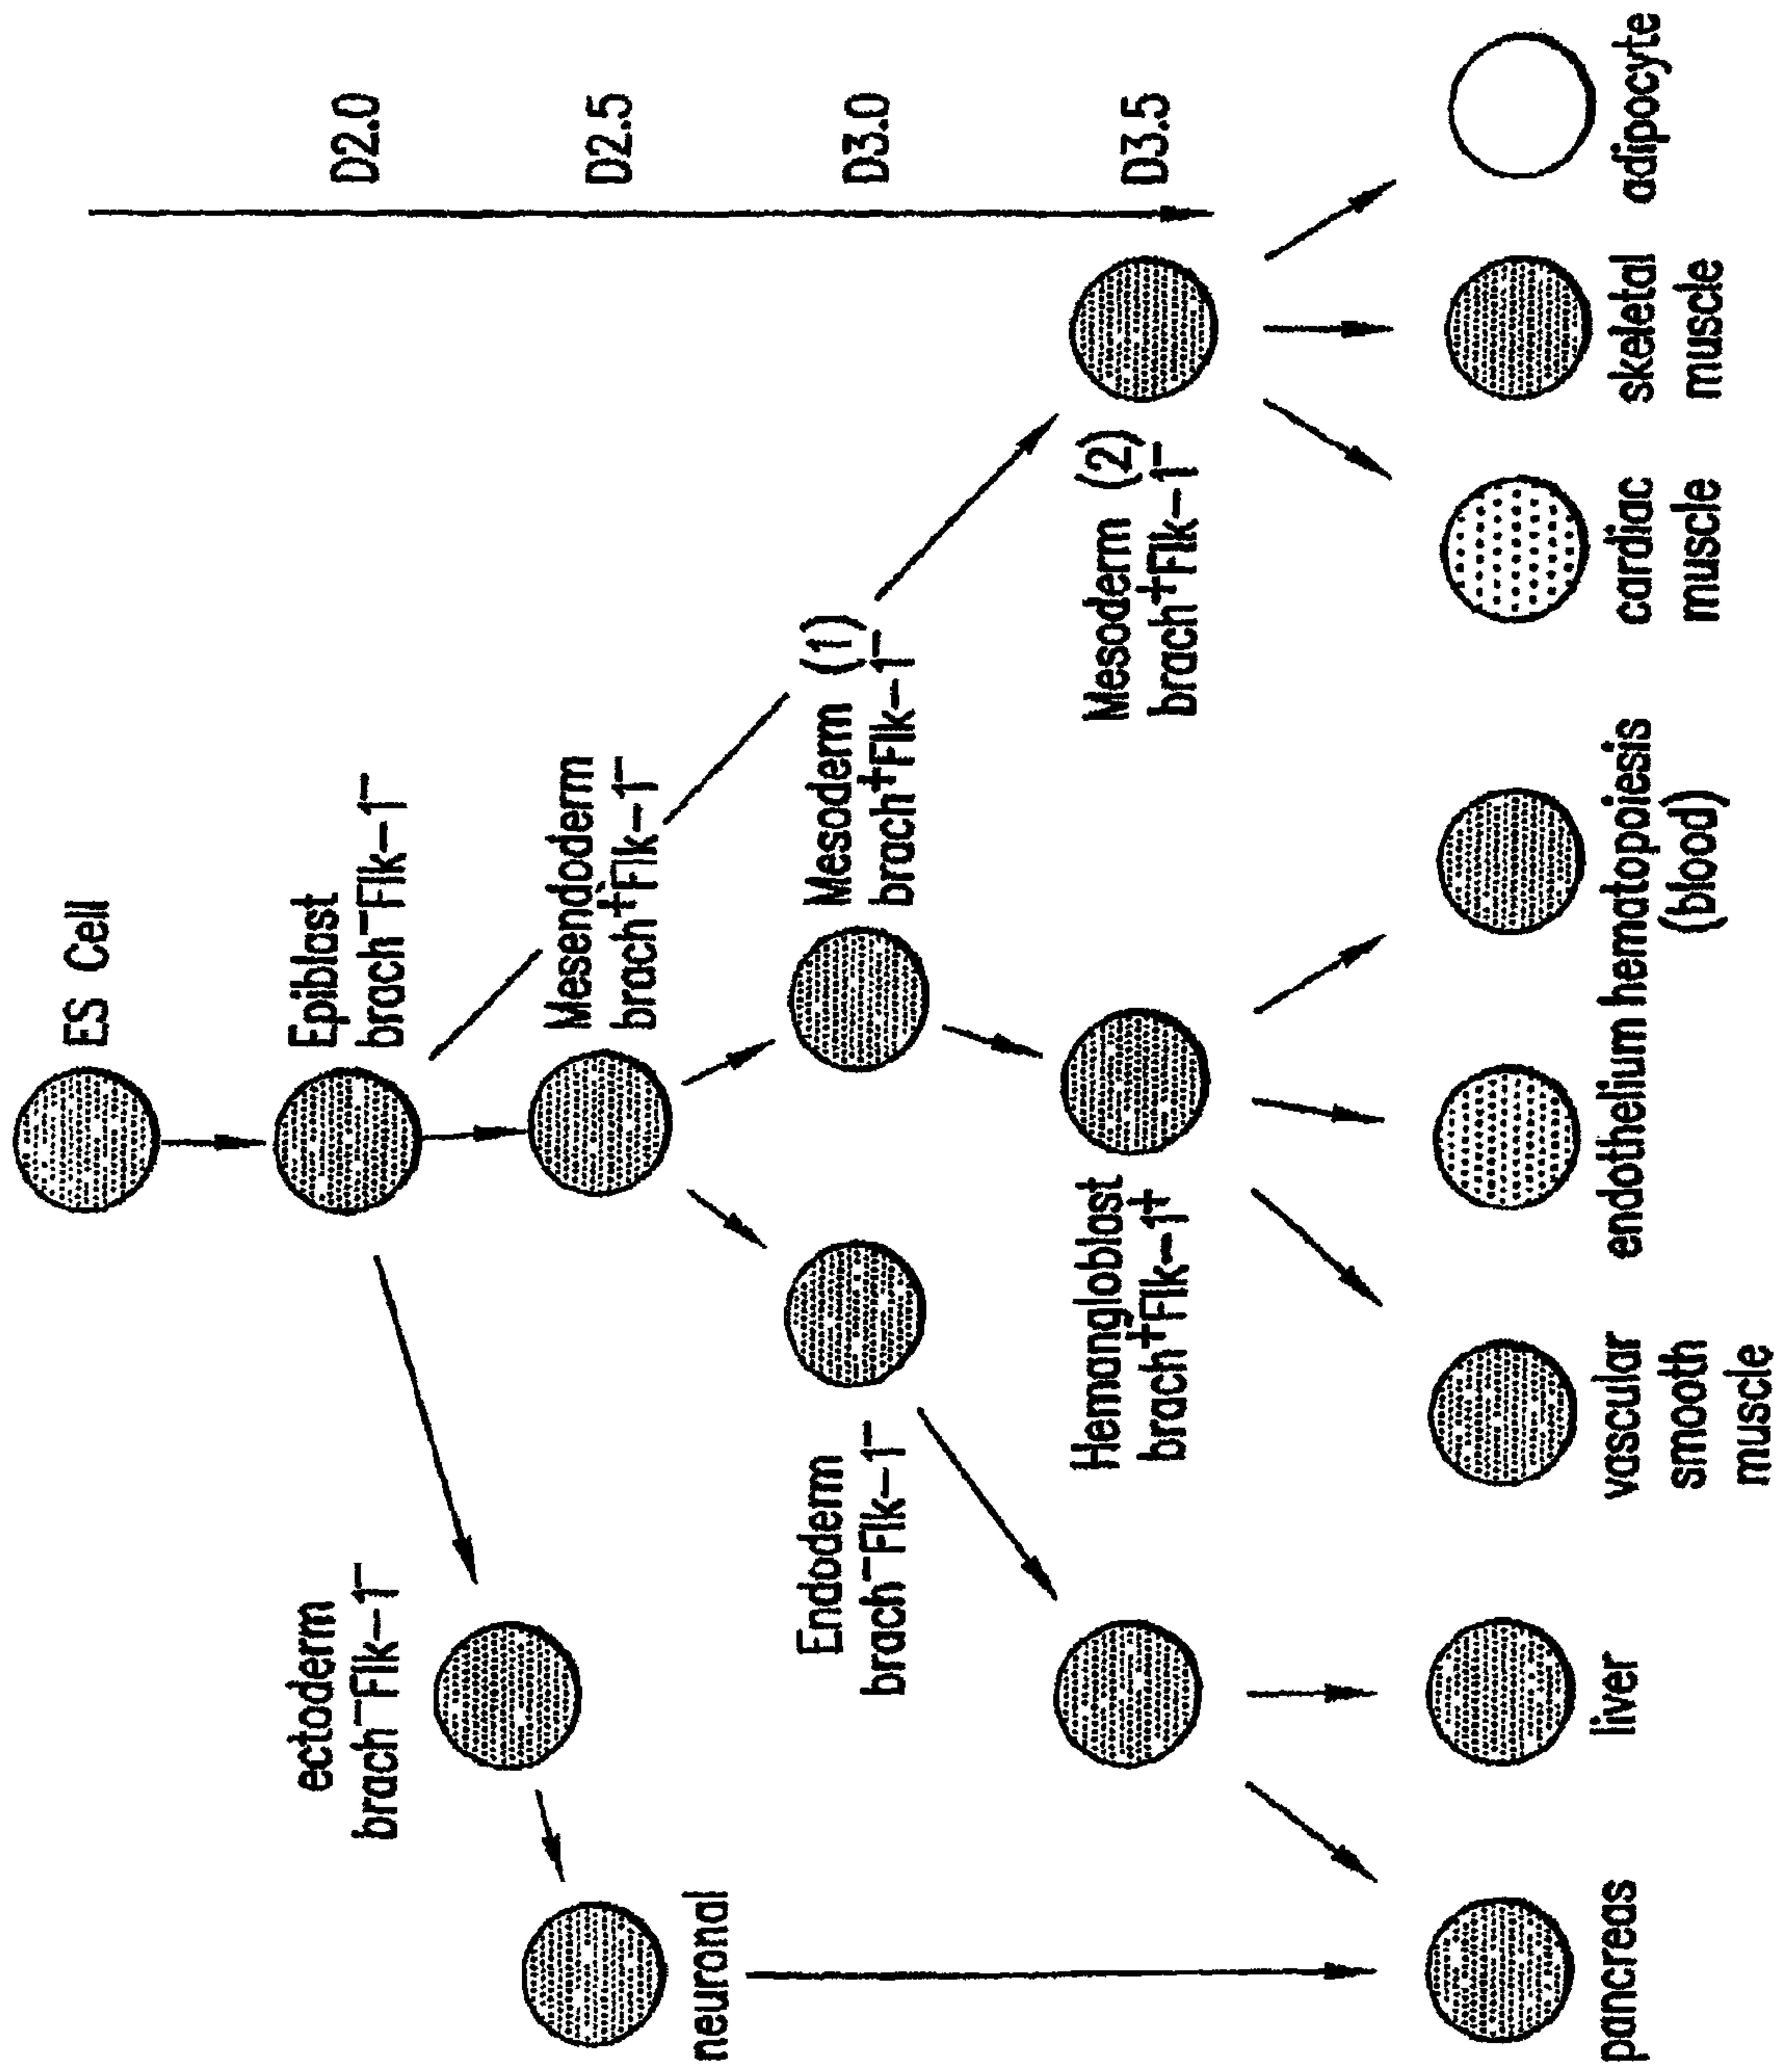 ES Cell
ectoderm
brach⁻Flk-1⁻
Epiblast
brach⁻Flk-1⁻
D2.0
Mesendoderm
brach⁺Flk-1⁻
D2.5
neuronal
Endoderm
brach⁻Flk-1⁻
Mesoderm (1)
brach⁺Flk-1⁻
D3.0
Hemangloblast
brach⁺Flk-1⁺
Mesoderm (2)
brach⁺Flk-1⁻
D3.5
pancreas
liver
vascular
smooth
muscle
endothelium
hematopoiesis
(blood)
cardiac
muscle
skeletal
muscle
adipocyte